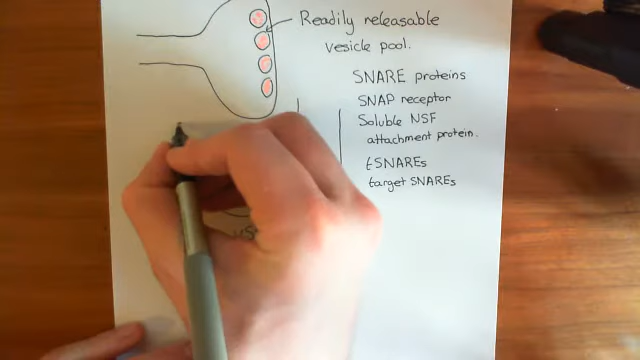 Readily releasable
vesicle pool.
SNARE proteins
SNAP receptor
Soluble NSF
attachment protein.
tSNAREs
target SNAREs